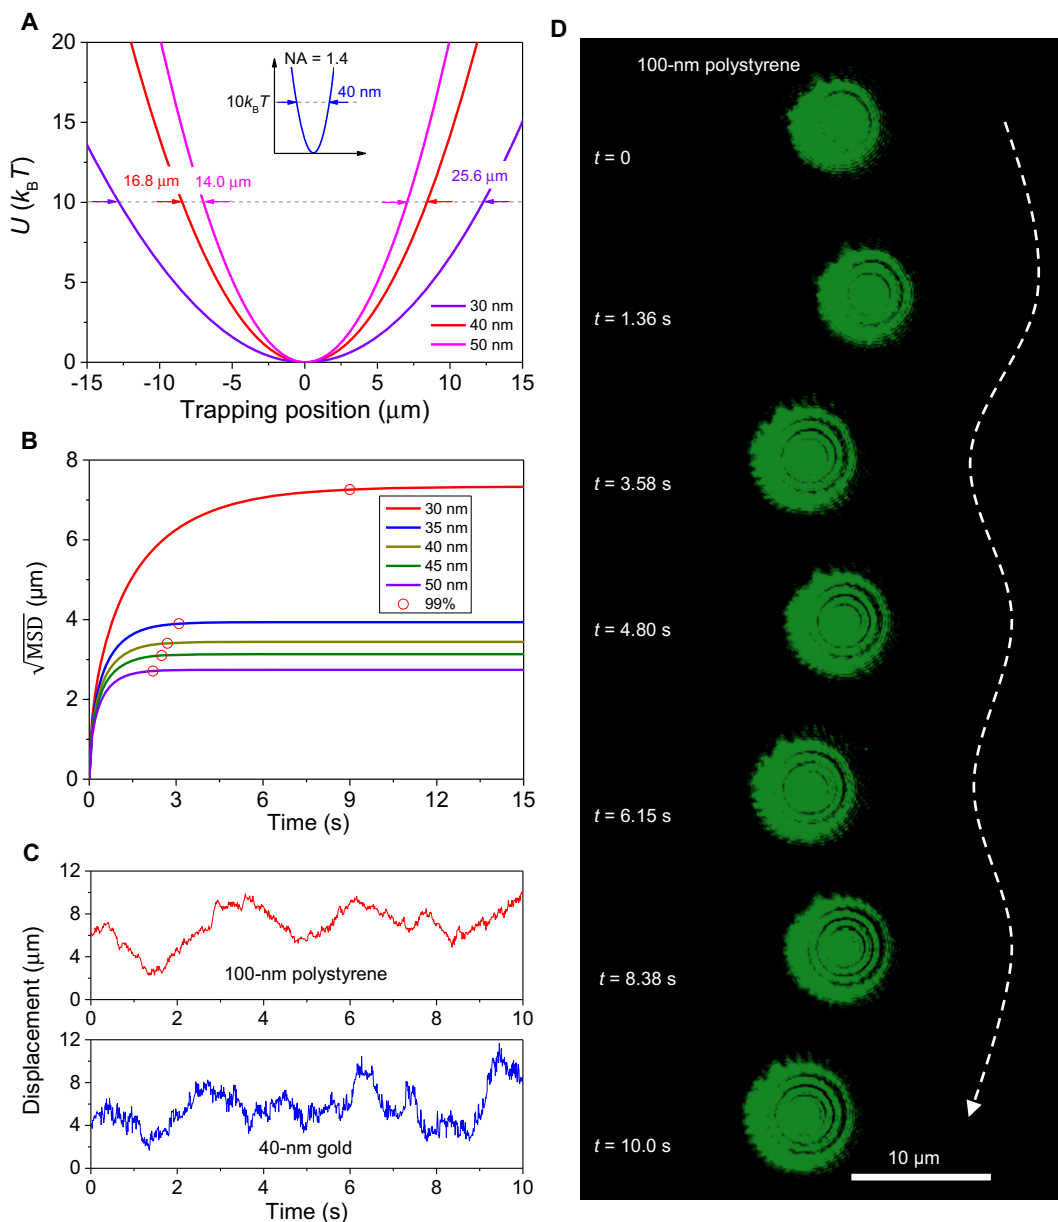 A
20
15
10
5
0
U (k_BT)
NA = 1.4
10k_BT
40 nm
16.8 μm
14.0 μm
25.6 μm
30 nm
40 nm
50 nm
-15 -10 -5 0 5 10 15
Trapping position (μm)
B
8
6
4
2
0
√MSD (μm)
30 nm
35 nm
40 nm
45 nm
50 nm
99%
0 3 6 9 12 15
Time (s)
C
Displacement (μm)
12
8
4
0
100-nm polystyrene
0 2 4 6 8 10
12
8
4
0
40-nm gold
0 2 4 6 8 10
Time (s)
D
100-nm polystyrene
t = 0
t = 1.36 s
t = 3.58 s
t = 4.80 s
t = 6.15 s
t = 8.38 s
t = 10.0 s
10 μm